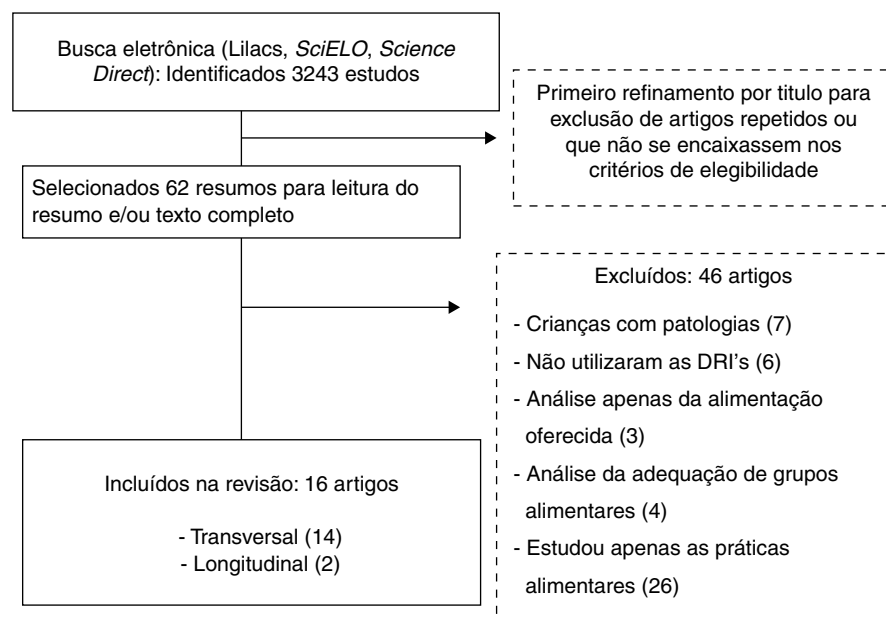 Busca eletrônica (Lilacs, SciELO, Science
Direct): Identificados 3243 estudos
Primeiro refinamento por titulo para
exclusão de artigos repetidos ou
que não se encaixassem nos
critérios de elegibilidade
Selecionados 62 resumos para leitura do
resumo e/ou texto completo
Excluídos: 46 artigos
- Crianças com patologias (7)
- Não utilizaram as DRI's (6)
- Análise apenas da alimentação
oferecida (3)
- Análise da adequação de grupos
alimentares (4)
- Estudou apenas as práticas
alimentares (26)
Incluídos na revisão: 16 artigos
- Transversal (14)
- Longitudinal (2)